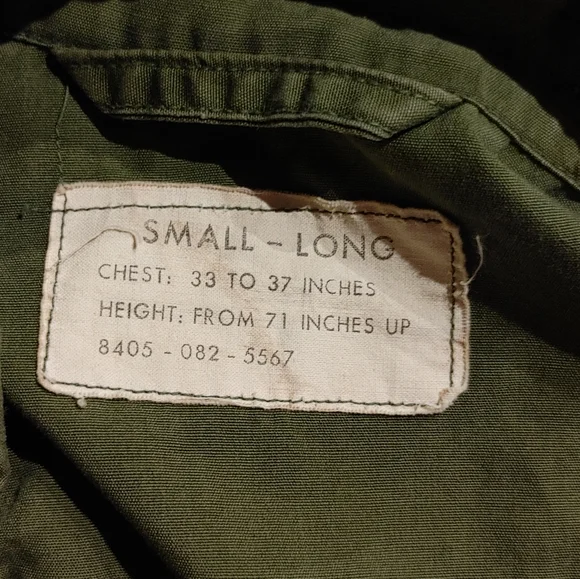 SMALL - LONG
CHEST: 33 TO 37 INCHES
HEIGHT: FROM 71 INCHES UP
8405 - 082 - 5567